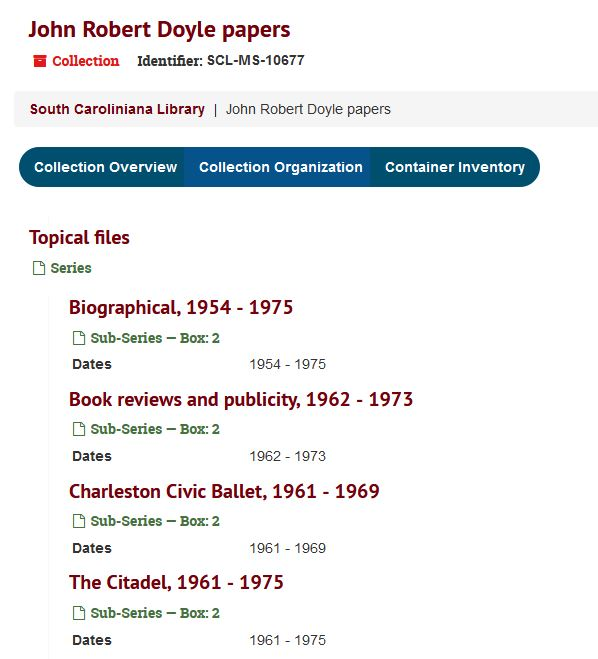 John Robert Doyle papers
Collection Identifier: SCL-MS-10677
South Caroliniana Library | John Robert Doyle papers
Collection Overview Collection Organization Container Inventory
Topical files
Series
Biographical, 1954 - 1975
Sub-Series — Box: 2
Dates 1954 - 1975
Book reviews and publicity, 1962 - 1973
Sub-Series — Box: 2
Dates 1962 - 1973
Charleston Civic Ballet, 1961 - 1969
Sub-Series — Box: 2
Dates 1961 - 1969
The Citadel, 1961 - 1975
Sub-Series — Box: 2
Dates 1961 - 1975